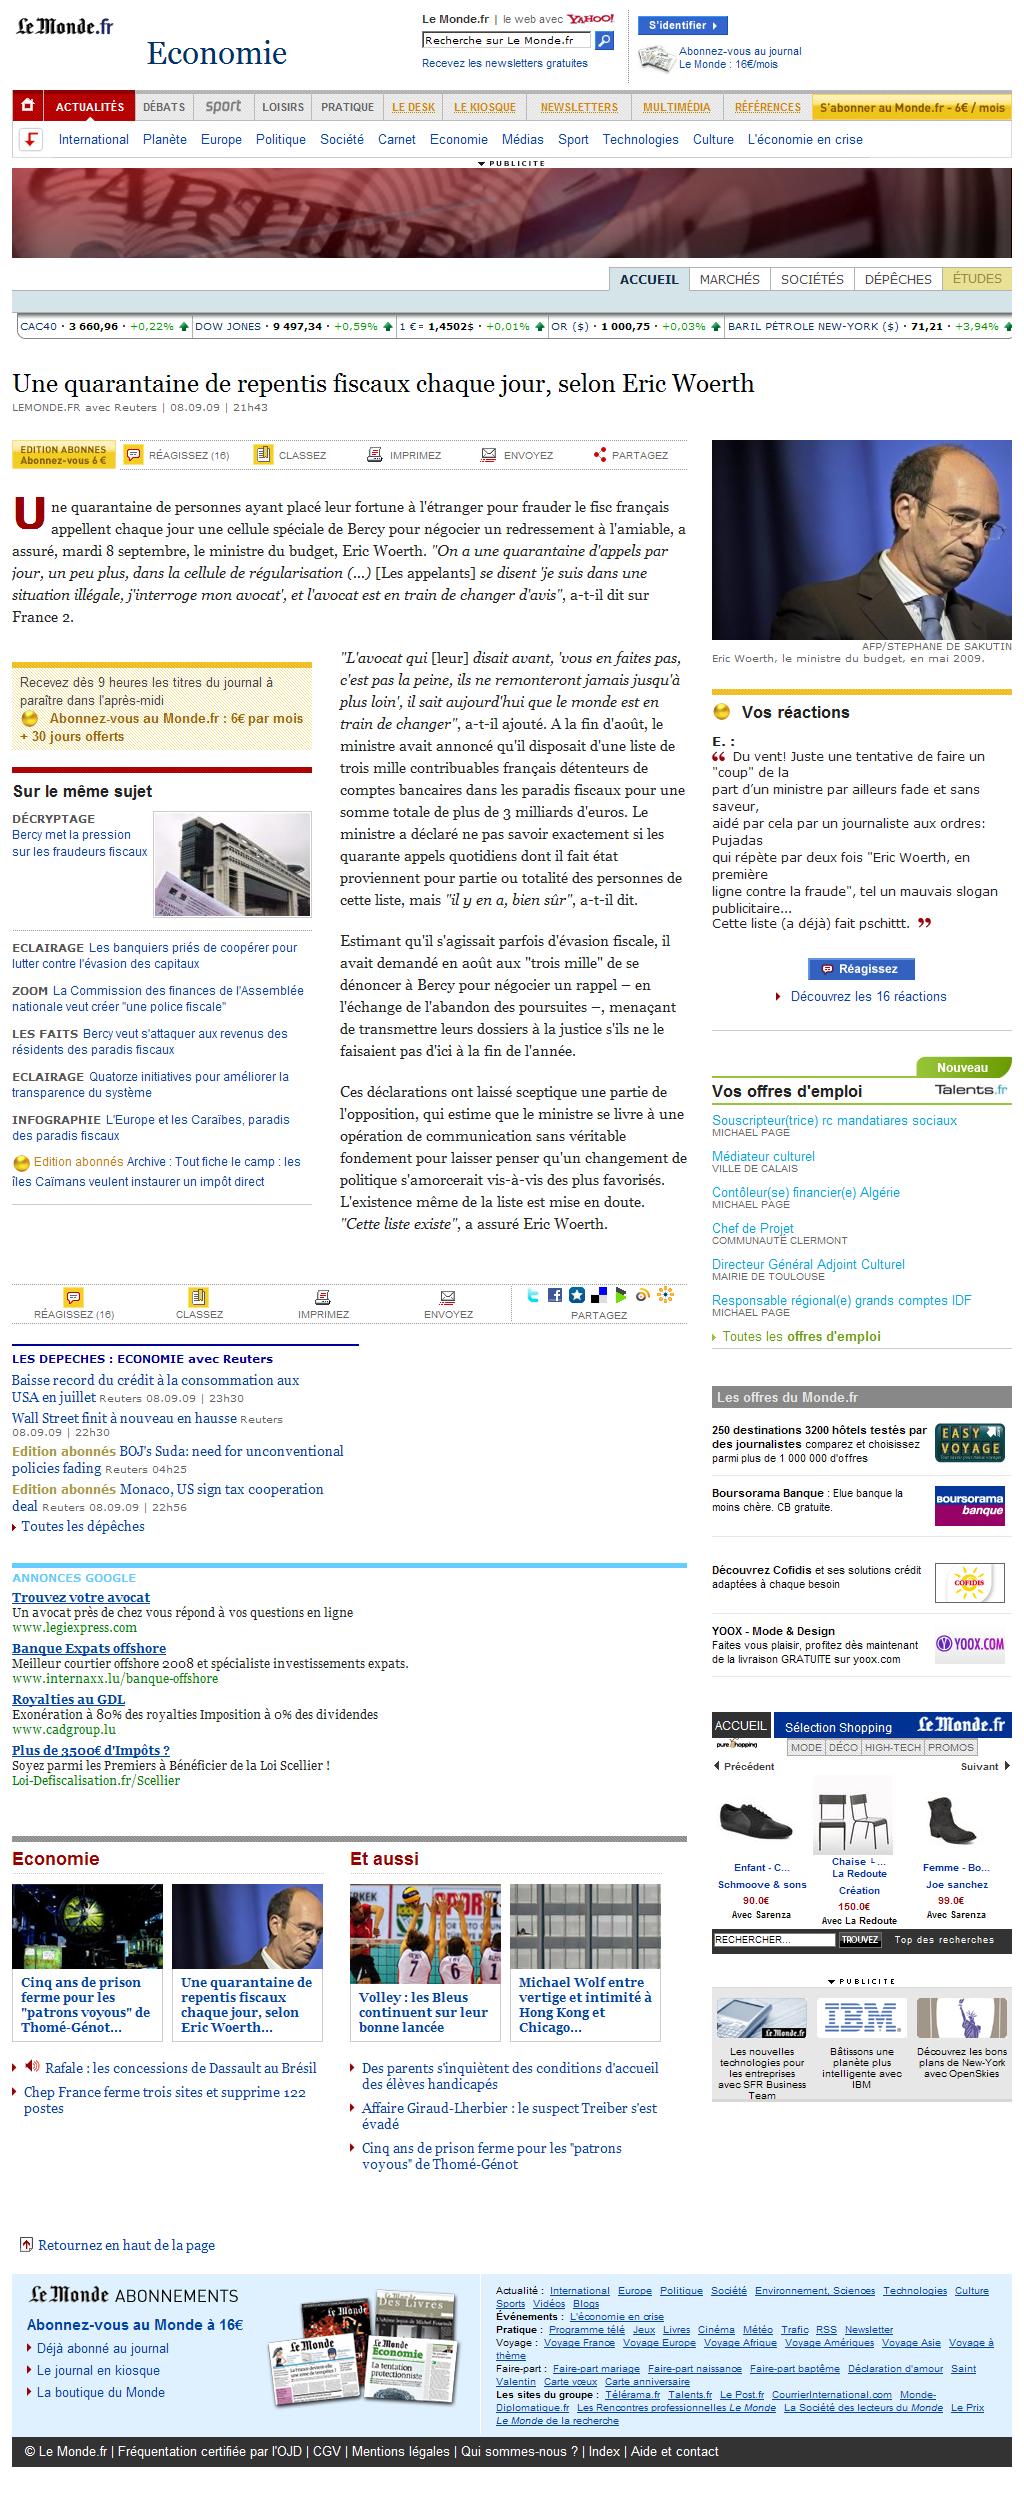 Le Monde.fr
Economie
Le Monde.fr | le web avec YAHOO!
Recherche sur Le Monde.fr
Recevez les newsletters gratuites
S'identifier
Abonnez-vous au journal
Le Monde : 16€/mois
ACTUALITÉS DÉBATS sport LOISIRS PRATIQUE LE DESK LE KIOSQUE NEWSLETTERS MULTIMÉDIA RÉFÉRENCES S'abonner au Monde.fr - 6€ / mois
International Planète Europe Politique Société Carnet Economie Médias Sport Technologies Culture L'économie en crise
PUBLICITE
ACCUEIL MARCHÉS SOCIÉTÉS DÉPÊCHES ÉTUDES
CAC40 · 3 660,96 · +0,22% DOW JONES · 9 497,34 · +0,59% 1 €= 1,4502$ · +0,01% OR ($) · 1 000,75 · +0,03% BARIL PÉTROLE NEW-YORK ($) · 71,21 · +3,94%
Une quarantaine de repentis fiscaux chaque jour, selon Eric Woerth
LEMONDE.FR avec Reuters | 08.09.09 | 21h43
EDITION ABONNES
Abonnez-vous 6 €
RÉAGISSEZ (16) CLASSEZ IMPRIMEZ ENVOYEZ PARTAGEZ
Une quarantaine de personnes ayant placé leur fortune à l'étranger pour frauder le fisc français
appellent chaque jour une cellule spéciale de Bercy pour négocier un redressement à l'amiable, a
assuré, mardi 8 septembre, le ministre du budget, Eric Woerth. "On a une quarantaine d'appels par
jour, un peu plus, dans la cellule de régularisation (...) [Les appelants] se disent 'je suis dans une
situation illégale, j'interroge mon avocat', et l'avocat est en train de changer d'avis", a-t-il dit sur
France 2.
Recevez dès 9 heures les titres du journal à
paraître dans l'après-midi
Abonnez-vous au Monde.fr : 6€ par mois
+ 30 jours offerts
Sur le même sujet
DÉCRYPTAGE
Bercy met la pression
sur les fraudeurs fiscaux
ECLAIRAGE Les banquiers priés de coopérer pour
lutter contre l'évasion des capitaux
ZOOM La Commission des finances de l'Assemblée
nationale veut créer "une police fiscale"
LES FAITS Bercy veut s'attaquer aux revenus des
résidents des paradis fiscaux
ECLAIRAGE Quatorze initiatives pour améliorer la
transparence du système
INFOGRAPHIE L'Europe et les Caraïbes, paradis
des paradis fiscaux
Edition abonnés Archive : Tout fiche le camp : les
îles Caïmans veulent instaurer un impôt direct
"L'avocat qui [leur] disait avant, 'vous en faites pas,
c'est pas la peine, ils ne remonteront jamais jusqu'à
plus loin', il sait aujourd'hui que le monde est en
train de changer", a-t-il ajouté. A la fin d'août, le
ministre avait annoncé qu'il disposait d'une liste de
trois mille contribuables français détenteurs de
comptes bancaires dans les paradis fiscaux pour une
somme totale de plus de 3 milliards d'euros. Le
ministre a déclaré ne pas savoir exactement si les
quarante appels quotidiens dont il fait état
proviennent pour partie ou totalité des personnes de
cette liste, mais "il y en a, bien sûr", a-t-il dit.
Estimant qu'il s'agissait parfois d'évasion fiscale, il
avait demandé en août aux "trois mille" de se
dénoncer à Bercy pour négocier un rappel – en
l'échange de l'abandon des poursuites –, menaçant
de transmettre leurs dossiers à la justice s'ils ne le
faisaient pas d'ici à la fin de l'année.
Ces déclarations ont laissé sceptique une partie de
l'opposition, qui estime que le ministre se livre à une
opération de communication sans véritable
fondement pour laisser penser qu'un changement de
politique s'amorcerait vis-à-vis des plus favorisés.
L'existence même de la liste est mise en doute.
"Cette liste existe", a assuré Eric Woerth.
RÉAGISSEZ (16) CLASSEZ IMPRIMEZ ENVOYEZ PARTAGEZ
AFP/STEPHANE DE SAKUTIN
Eric Woerth, le ministre du budget, en mai 2009.
Vos réactions
E. :
Du vent! Juste une tentative de faire un
"coup" de la
part d'un ministre par ailleurs fade et sans
saveur,
aidé par cela par un journaliste aux ordres:
Pujadas
qui répète par deux fois "Eric Woerth, en
première
ligne contre la fraude", tel un mauvais slogan
publicitaire...
Cette liste (a déjà) fait pschittt.
Réagissez
Découvrez les 16 réactions
Nouveau
Vos offres d'emploi Talents.fr
Souscripteur(trice) rc mandatiares sociaux
MICHAEL PAGE
Médiateur culturel
VILLE DE CALAIS
Contôleur(se) financier(e) Algérie
MICHAEL PAGE
Chef de Projet
COMMUNAUTÉ CLERMONT
Directeur Général Adjoint Culturel
MAIRIE DE TOULOUSE
Responsable régional(e) grands comptes IDF
MICHAEL PAGE
Toutes les offres d'emploi
Les offres du Monde.fr
250 destinations 3200 hôtels testés par
des journalistes comparez et choisissez
parmi plus de 1 000 000 d'offres
EASY VOYAGE
Boursorama Banque : Elue banque la
moins chère. CB gratuite.
BOURSORAMA
banque
Découvrez Cofidis et ses solutions crédit
adaptées à chaque besoin
COFIDIS
YOOX - Mode & Design
Faites vous plaisir, profitez dès maintenant
de la livraison GRATUITE sur yoox.com
YOOX.COM
LES DEPECHES : ECONOMIE avec Reuters
Baisse record du crédit à la consommation aux
USA en juillet Reuters 08.09.09 | 23h30
Wall Street finit à nouveau en hausse Reuters
08.09.09 | 22h30
Edition abonnés BOJ's Suda: need for unconventional
policies fading Reuters 04h25
Edition abonnés Monaco, US sign tax cooperation
deal Reuters 08.09.09 | 22h56
Toutes les dépêches
ANNONCES GOOGLE
Trouvez votre avocat
Un avocat près de chez vous répond à vos questions en ligne
www.legiexpress.com
Banque Expats offshore
Meilleur courtier offshore 2008 et spécialiste investissements expats.
www.internaxx.lu/banque-offshore
Royalties au GDL
Exonération à 80% des royalties Imposition à 0% des dividendes
www.cadgroup.lu
Plus de 3500€ d'Impôts ?
Soyez parmi les Premiers à Bénéficier de la Loi Scellier !
Loi-Defiscalisation.fr/Scellier
ACCUEIL Sélection Shopping Le Monde.fr
pure shopping
MODE DÉCO HIGH-TECH PROMOS
Précédent Suivant
Enfant - C...
Schmoove & sons
90.0€
Avec Sarenza
Chaise L ...
La Redoute
Création
150.0€
Avec La Redoute
Femme - Bo...
Joe sanchez
99.0€
Avec Sarenza
RECHERCHER... TROUVEZ Top des recherches
PUBLICITE
Le Monde.fr
IBM
Les nouvelles
technologies pour
les entreprises
avec SFR Business
Team
Bâtissons une
planète plus
intelligente avec
IBM
Découvrez les bons
plans de New-York
avec OpenSkies
Economie
Cinq ans de prison
ferme pour les
"patrons voyous" de
Thomé-Génot...
Une quarantaine de
repentis fiscaux
chaque jour, selon
Eric Woerth...
Rafale : les concessions de Dassault au Brésil
Chep France ferme trois sites et supprime 122
postes
Et aussi
Volley : les Bleus
continuent sur leur
bonne lancée
Michael Wolf entre
vertige et intimité à
Hong Kong et
Chicago...
Des parents s'inquiètent des conditions d'accueil
des élèves handicapés
Affaire Giraud-Lherbier : le suspect Treiber s'est
évadé
Cinq ans de prison ferme pour les "patrons
voyous" de Thomé-Génot
Retournez en haut de la page
Le Monde ABONNEMENTS
Abonnez-vous au Monde à 16€
Déjà abonné au journal
Le journal en kiosque
La boutique du Monde
Actualité : International Europe Politique Société Environnement, Sciences Technologies Culture
Sports Vidéos Blogs
Événements : L'économie en crise
Pratique : Programme télé Jeux Livres Cinéma Météo Trafic RSS Newsletter
Voyage : Voyage France Voyage Europe Voyage Afrique Voyage Amériques Voyage Asie Voyage à
thème
Faire-part : Faire-part mariage Faire-part naissance Faire-part baptême Déclaration d'amour Saint
Valentin Carte vœux Carte anniversaire
Les sites du groupe : Télérama.fr Talents.fr Le Post.fr CourrierInternational.com Monde-
Diplomatique.fr Les Rencontres professionnelles Le Monde La Société des lecteurs du Monde Le Prix
Le Monde de la recherche
© Le Monde.fr | Fréquentation certifiée par l'OJD | CGV | Mentions légales | Qui sommes-nous ? | Index | Aide et contact